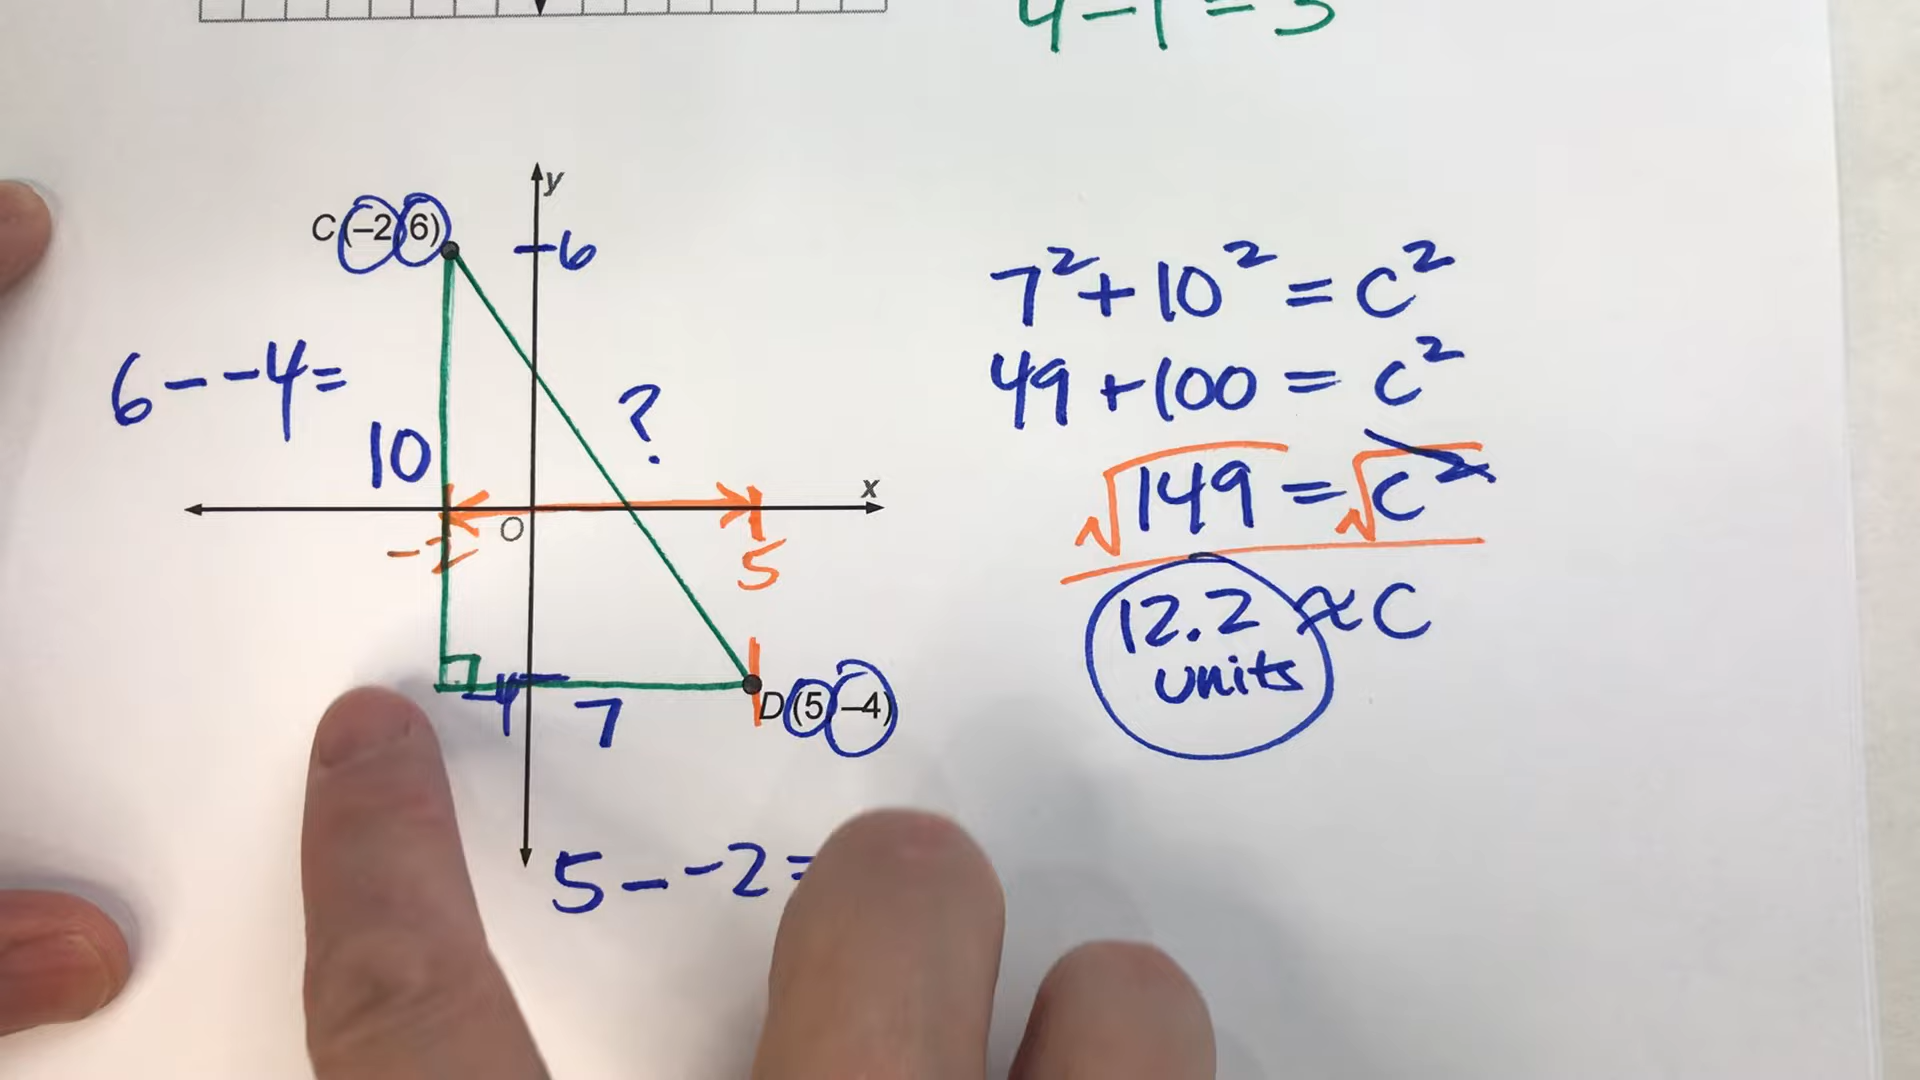 4-1=3
y
C(-2,6)
6
6--4=
10
?
x
O
-2
5
-4
7
D(5,-4)
5--2=
7²+10²=c²
49+100=c²
√149=√c²
12.2≈c
units